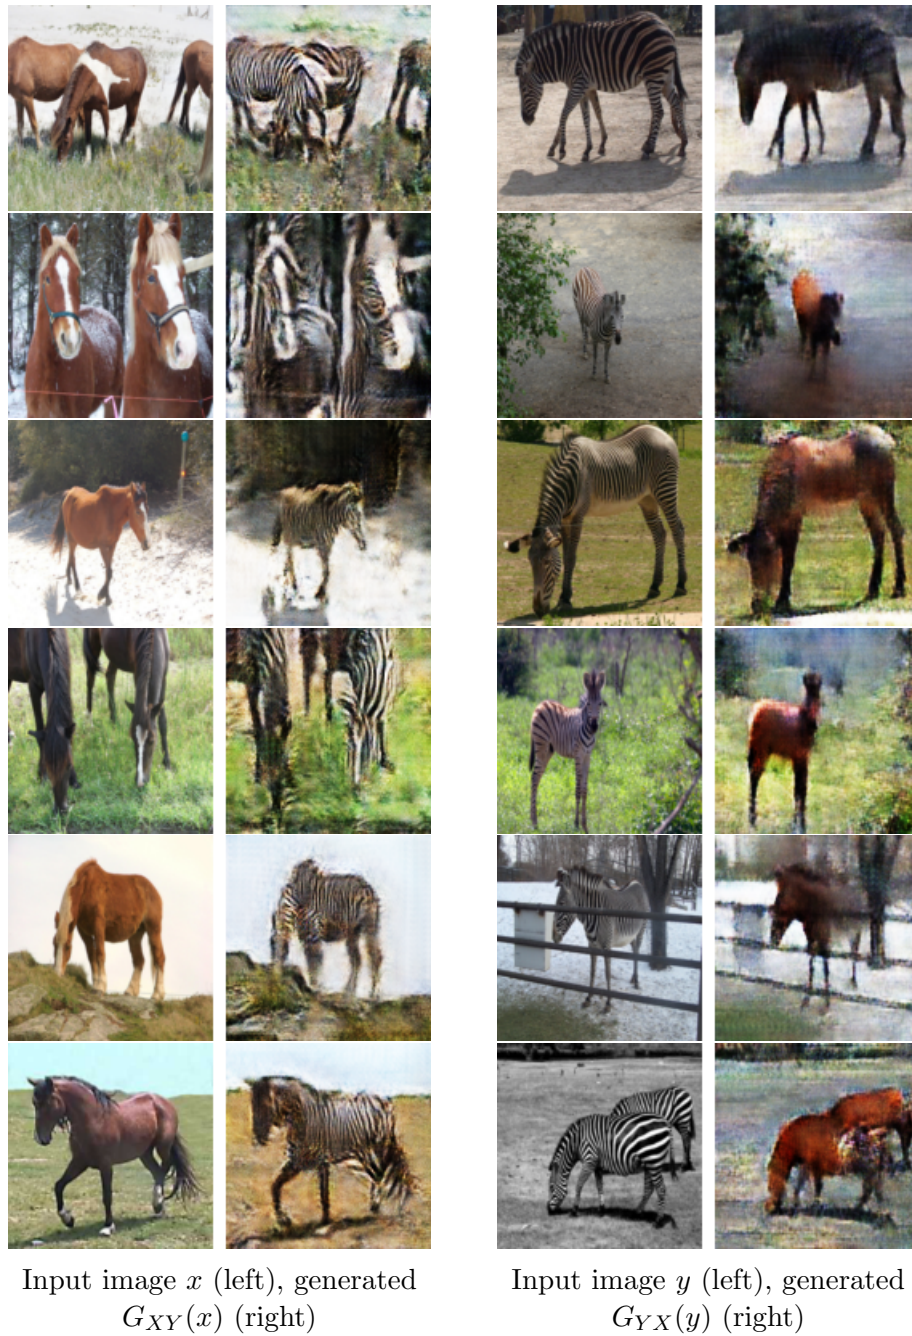 Input image x (left), generated
G_{XY}(x) (right)
Input image y (left), generated
G_{YX}(y) (right)